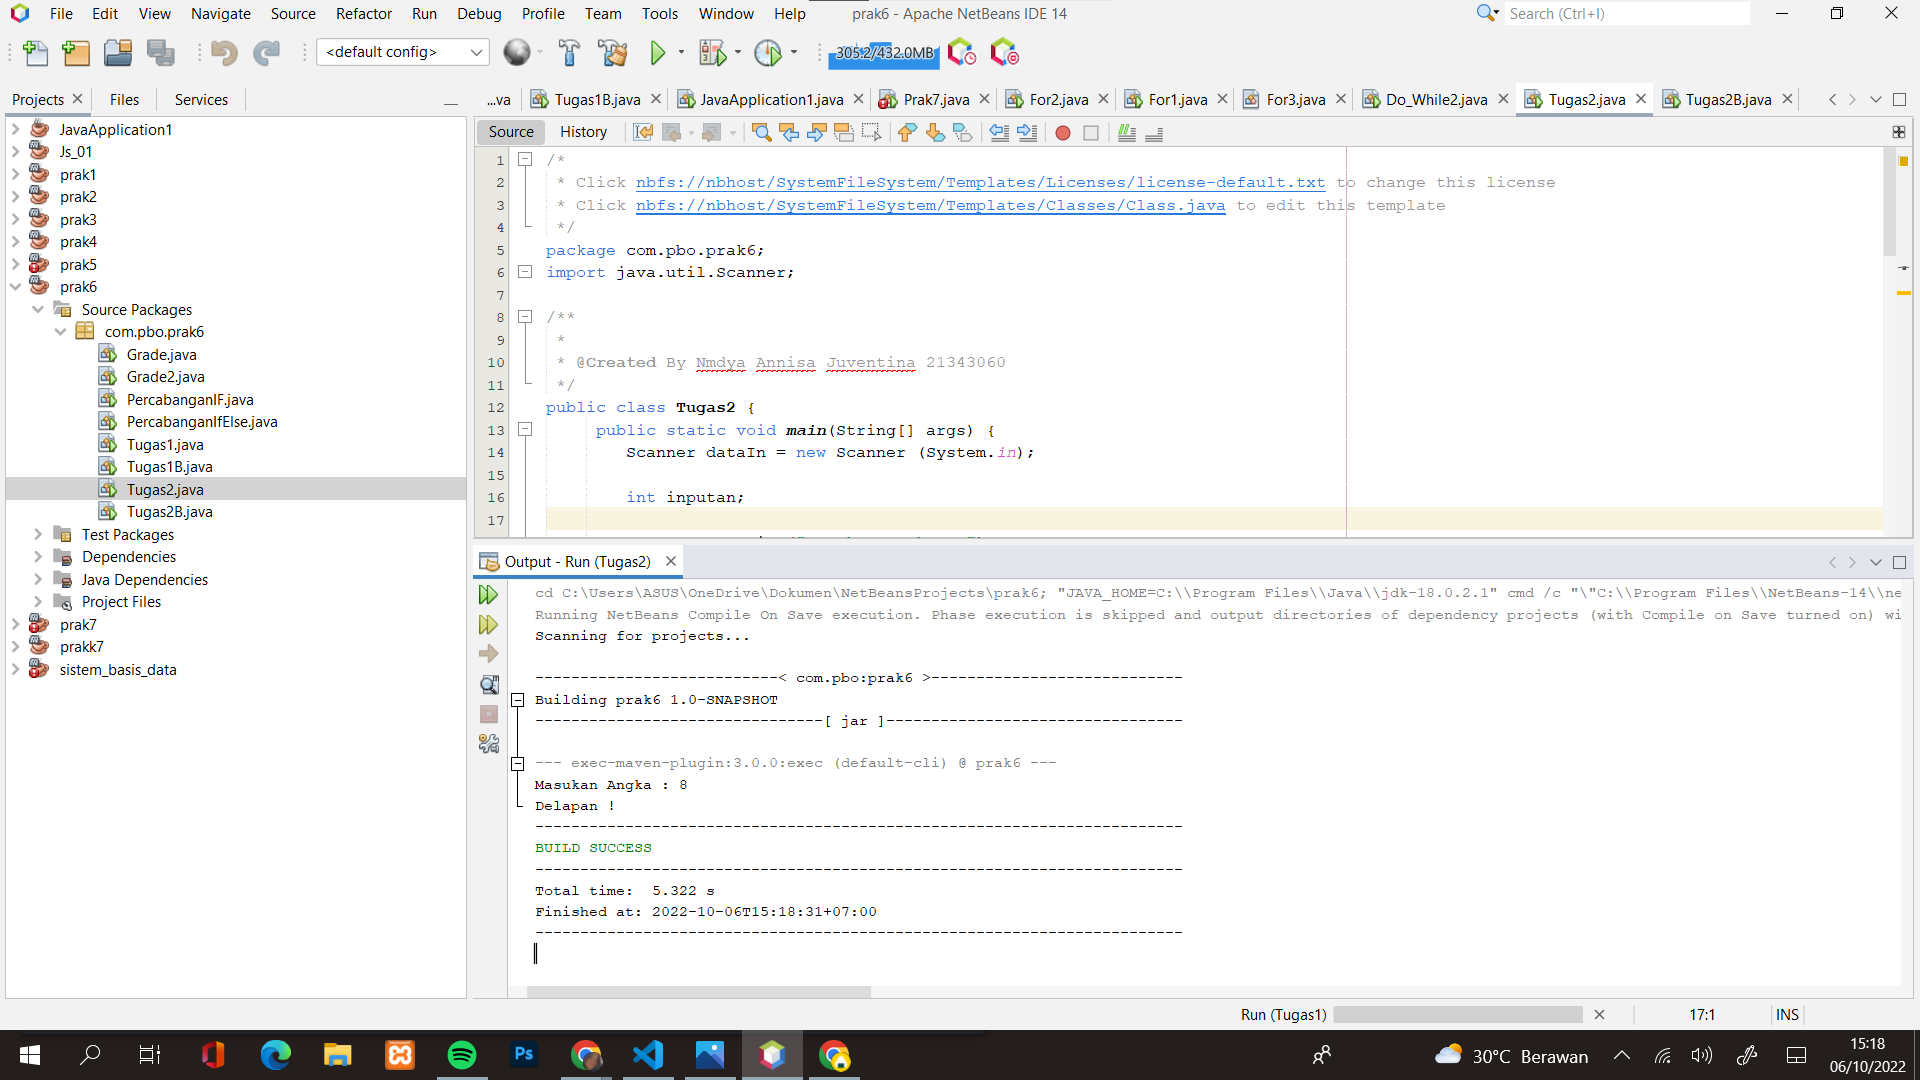 File Edit View Navigate Source Refactor Run Debug Profile Team Tools Window Help prak6 - Apache NetBeans IDE 14 Search (Ctrl+I)
<default config> 305.2/432.0MB
Projects Files Services
...va Tugas1B.java JavaApplication1.java Prak7.java For2.java For1.java For3.java Do_While2.java Tugas2.java Tugas2B.java
JavaApplication1
Js_01
prak1
prak2
prak3
prak4
prak5
prak6
Source Packages
com.pbo.prak6
Grade.java
Grade2.java
PercabanganIF.java
PercabanganIfElse.java
Tugas1.java
Tugas1B.java
Tugas2.java
Tugas2B.java
Test Packages
Dependencies
Java Dependencies
Project Files
prak7
prakk7
sistem_basis_data
Source History
1 /*
2 * Click nbfs://nbhost/SystemFileSystem/Templates/Licenses/license-default.txt to change this license
3 * Click nbfs://nbhost/SystemFileSystem/Templates/Classes/Class.java to edit this template
4 */
5 package com.pbo.prak6;
6 import java.util.Scanner;
7
8 /**
9 *
10 * @Created By Nmdya Annisa Juventina 21343060
11 */
12 public class Tugas2 {
13 public static void main(String[] args) {
14 Scanner dataIn = new Scanner (System.in);
15
16 int inputan;
17
Output - Run (Tugas2)
cd C:\Users\ASUS\OneDrive\Dokumen\NetBeansProjects\prak6; "JAVA_HOME=C:\\Program Files\\Java\\jdk-18.0.2.1" cmd /c "\"C:\\Program Files\\NetBeans-14\\ne
Running NetBeans Compile On Save execution. Phase execution is skipped and output directories of dependency projects (with Compile on Save turned on) wi
Scanning for projects...
---------------------------< com.pbo:prak6 >----------------------------
Building prak6 1.0-SNAPSHOT
--------------------------------[ jar ]---------------------------------
--- exec-maven-plugin:3.0.0:exec (default-cli) @ prak6 ---
Masukan Angka : 8
Delapan !
------------------------------------------------------------------------
BUILD SUCCESS
------------------------------------------------------------------------
Total time:  5.322 s
Finished at: 2022-10-06T15:18:31+07:00
------------------------------------------------------------------------
Run (Tugas1) 17:1 INS
30°C Berawan 15:18
06/10/2022